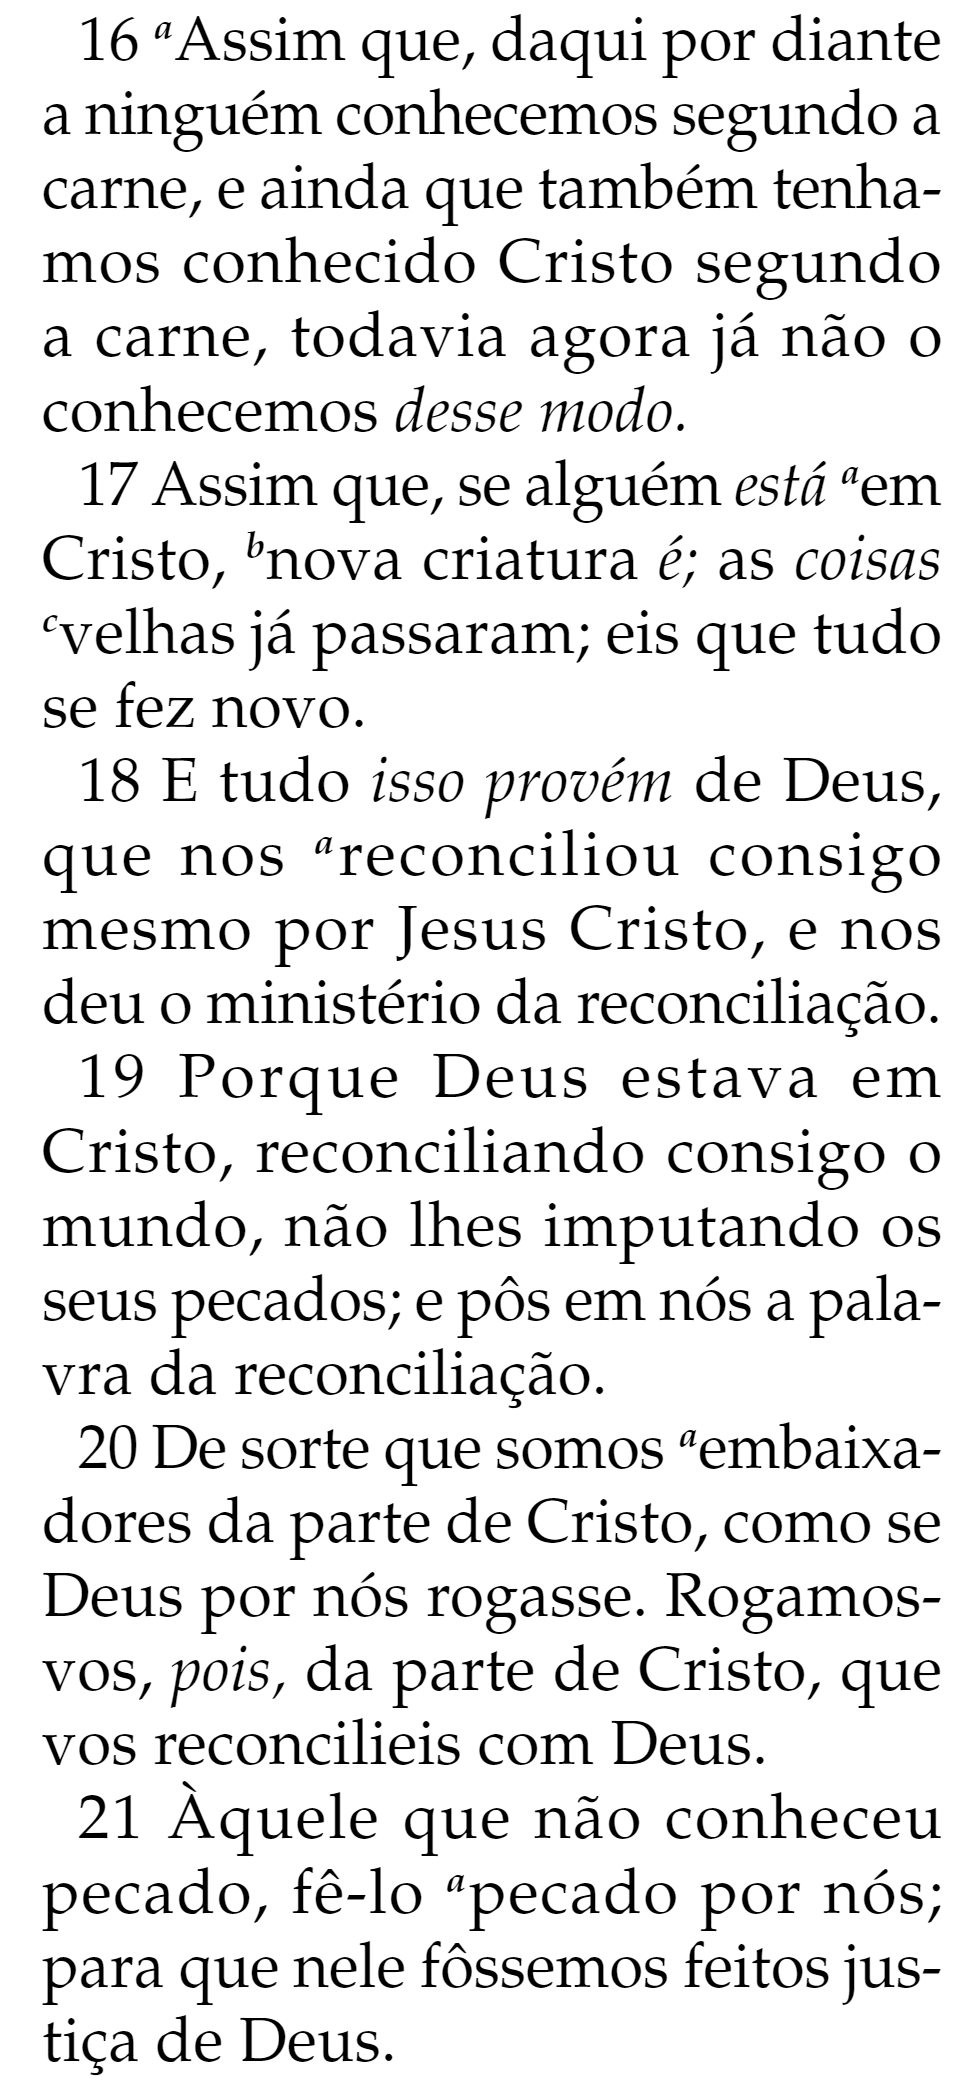 16 ᵃAssim que, daqui por diante
a ninguém conhecemos segundo a
carne, e ainda que também tenha-
mos conhecido Cristo segundo
a carne, todavia agora já não o
conhecemos desse modo.
17 Assim que, se alguém está ᵃem
Cristo, ᵇnova criatura é; as coisas
ᶜvelhas já passaram; eis que tudo
se fez novo.
18 E tudo isso provém de Deus,
que nos ᵃreconciliou consigo
mesmo por Jesus Cristo, e nos
deu o ministério da reconciliação.
19 Porque Deus estava em
Cristo, reconciliando consigo o
mundo, não lhes imputando os
seus pecados; e pôs em nós a pala-
vra da reconciliação.
20 De sorte que somos ᵃembaixa-
dores da parte de Cristo, como se
Deus por nós rogasse. Rogamos-
vos, pois, da parte de Cristo, que
vos reconcilieis com Deus.
21 Àquele que não conheceu
pecado, fê-lo ᵃpecado por nós;
para que nele fôssemos feitos jus-
tiça de Deus.